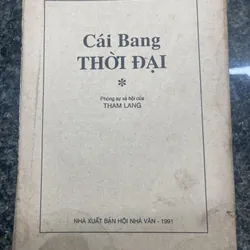 Cái Bang
THỜI ĐẠI
*
Phóng sự xã hội của
THAM LANG
NHÀ XUẤT BẢN HỘI NHÀ VĂN - 1991